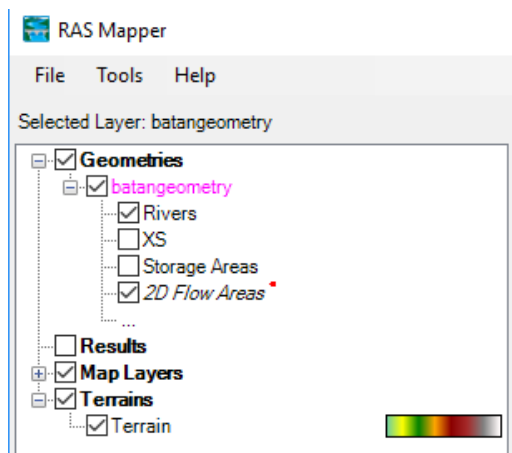 RAS Mapper
File Tools Help
Selected Layer: batangeometry
Geometries
batangeometry
Rivers
XS
Storage Areas
2D Flow Areas
...
Results
Map Layers
Terrains
Terrain